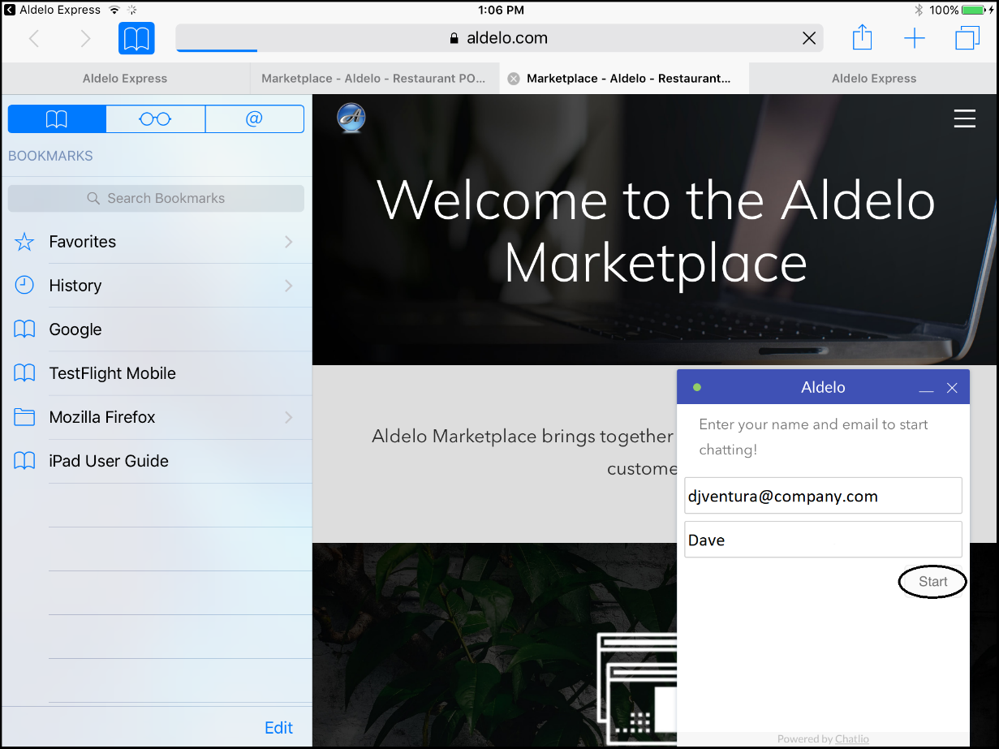 Aldelo Express 1:06 PM 100%
aldelo.com
Aldelo Express Marketplace - Aldelo - Restaurant PO... Marketplace - Aldelo - Restaurant... Aldelo Express
@
BOOKMARKS
Search Bookmarks
Favorites
History
Google
TestFlight Mobile
Mozilla Firefox
iPad User Guide
Edit
A
Welcome to the Aldelo
Marketplace
Aldelo Marketplace brings together
custome
Aldelo
Enter your name and email to start
chatting!
djventura@company.com
Dave
Start
Powered by Chatlio